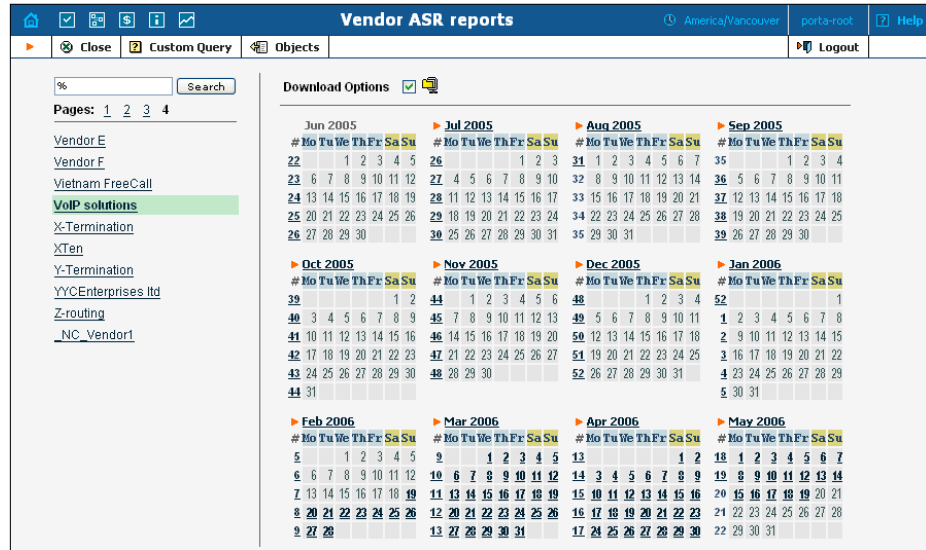 Vendor ASR reports
America/Vancouver
porta-root
Help
Close
Custom Query
Objects
Logout
%
Search
Pages: 1 2 3 4
Vendor E
Vendor F
Vietnam FreeCall
VoIP solutions
X-Termination
XTen
Y-Termination
YYCEnterprises ltd
Z-routing
_NC_Vendor1
Download Options
Jun 2005 Jul 2005 Aug 2005 Sep 2005
# Mo Tu We Th Fr Sa Su # Mo Tu We Th Fr Sa Su # Mo Tu We Th Fr Sa Su # Mo Tu We Th Fr Sa Su
22 1 2 3 4 5 26 1 2 3 31 1 2 3 4 5 6 7 35 1 2 3 4
23 6 7 8 9 10 11 12 27 4 5 6 7 8 9 10 32 8 9 10 11 12 13 14 36 5 6 7 8 9 10 11
24 13 14 15 16 17 18 19 28 11 12 13 14 15 16 17 33 15 16 17 18 19 20 21 37 12 13 14 15 16 17 18
25 20 21 22 23 24 25 26 29 18 19 20 21 22 23 24 34 22 23 24 25 26 27 28 38 19 20 21 22 23 24 25
26 27 28 29 30 30 25 26 27 28 29 30 31 35 29 30 31 39 26 27 28 29 30
Oct 2005 Nov 2005 Dec 2005 Jan 2006
# Mo Tu We Th Fr Sa Su # Mo Tu We Th Fr Sa Su # Mo Tu We Th Fr Sa Su # Mo Tu We Th Fr Sa Su
39 1 2 44 1 2 3 4 5 6 48 1 2 3 4 52 1
40 3 4 5 6 7 8 9 45 7 8 9 10 11 12 13 49 5 6 7 8 9 10 11 1 2 3 4 5 6 7 8
41 10 11 12 13 14 15 16 46 14 15 16 17 18 19 20 50 12 13 14 15 16 17 18 2 9 10 11 12 13 14 15
42 17 18 19 20 21 22 23 47 21 22 23 24 25 26 27 51 19 20 21 22 23 24 25 3 16 17 18 19 20 21 22
43 24 25 26 27 28 29 30 48 28 29 30 52 26 27 28 29 30 31 4 23 24 25 26 27 28 29
44 31 5 30 31
Feb 2006 Mar 2006 Apr 2006 May 2006
# Mo Tu We Th Fr Sa Su # Mo Tu We Th Fr Sa Su # Mo Tu We Th Fr Sa Su # Mo Tu We Th Fr Sa Su
5 1 2 3 4 5 9 1 2 3 4 5 13 1 2 18 1 2 3 4 5 6 7
6 6 7 8 9 10 11 12 10 6 7 8 9 10 11 12 14 3 4 5 6 7 8 9 19 8 9 10 11 12 13 14
7 13 14 15 16 17 18 19 11 13 14 15 16 17 18 19 15 10 11 12 13 14 15 16 20 15 16 17 18 19 20 21
8 20 21 22 23 24 25 26 12 20 21 22 23 24 25 26 16 17 18 19 20 21 22 23 21 22 23 24 25 26 27 28
9 27 28 13 27 28 29 30 31 17 24 25 26 27 28 29 30 22 29 30 31